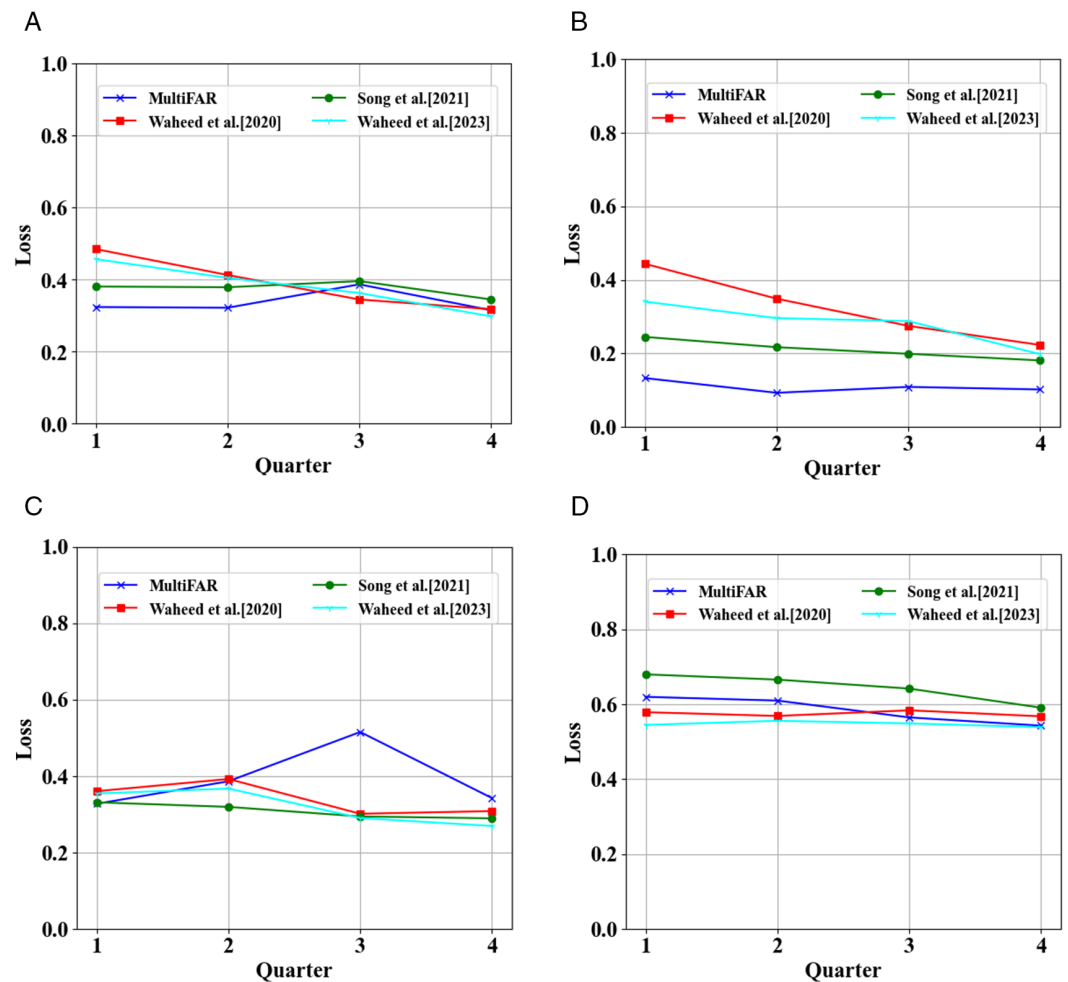 A
1.0
0.8
0.6
0.4
0.2
0.0
Loss
MultiFAR
Waheed et al.[2020]
Song et al.[2021]
Waheed et al.[2023]
1 2 3 4
Quarter
B
1.0
0.8
0.6
0.4
0.2
0.0
Loss
MultiFAR
Waheed et al.[2020]
Song et al.[2021]
Waheed et al.[2023]
1 2 3 4
Quarter
C
1.0
0.8
0.6
0.4
0.2
0.0
Loss
MultiFAR
Waheed et al.[2020]
Song et al.[2021]
Waheed et al.[2023]
1 2 3 4
Quarter
D
1.0
0.8
0.6
0.4
0.2
0.0
Loss
MultiFAR
Waheed et al.[2020]
Song et al.[2021]
Waheed et al.[2023]
1 2 3 4
Quarter